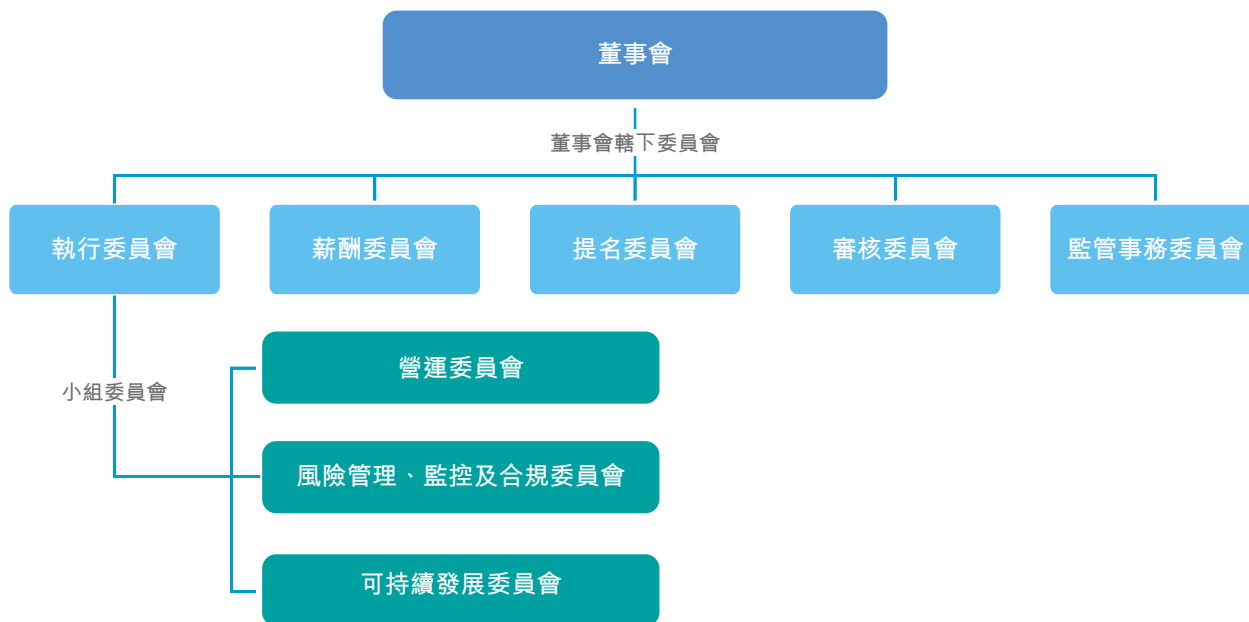 董事會
董事會轄下委員會
執行委員會
薪酬委員會
提名委員會
審核委員會
監管事務委員會
小組委員會
營運委員會
風險管理、監控及合規委員會
可持續發展委員會